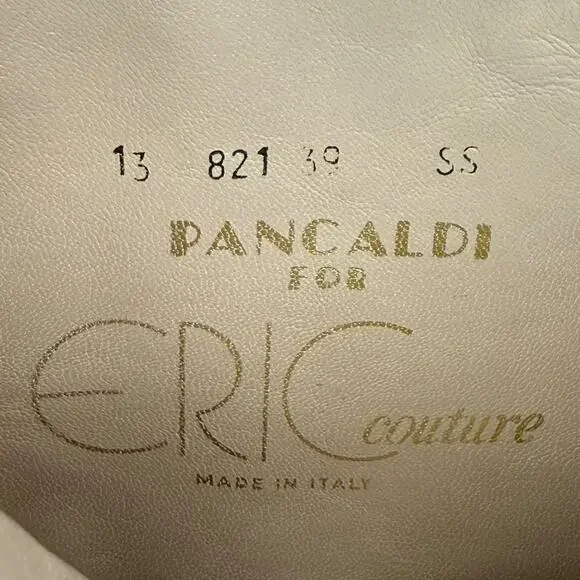 13 821 39 SS
PANCALDI
FOR
ERIC couture
MADE IN ITALY